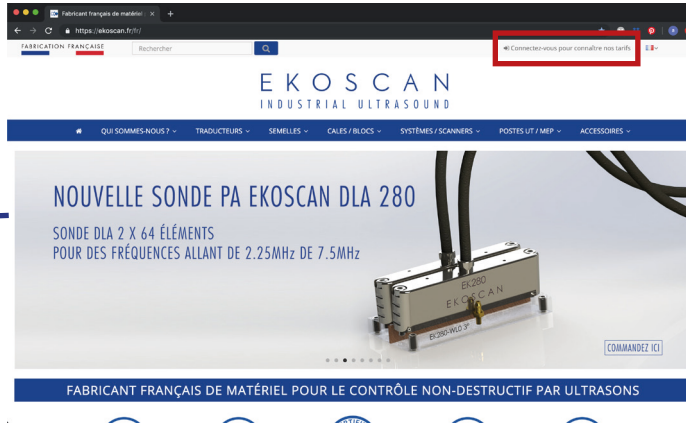 Fabricant français de matériel
https://ekoscan.fr/fr/
FABRICATION FRANÇAISE
Rechercher
Connectez-vous pour connaître nos tarifs
EKOSCAN
INDUSTRIAL ULTRASOUND
QUI SOMMES-NOUS ? TRADUCTEURS SEMELLES CALES / BLOCS SYSTÈMES / SCANNERS POSTES UT / MEP ACCESSOIRES
NOUVELLE SONDE PA EKOSCAN DLA 280
SONDE DLA 2 X 64 ÉLÉMENTS
POUR DES FRÉQUENCES ALLANT DE 2.25MHz DE 7.5MHz
EK280
EKOSCAN
EK280-WLO 3°
COMMANDEZ ICI
FABRICANT FRANÇAIS DE MATÉRIEL POUR LE CONTRÔLE NON-DESTRUCTIF PAR ULTRASONS